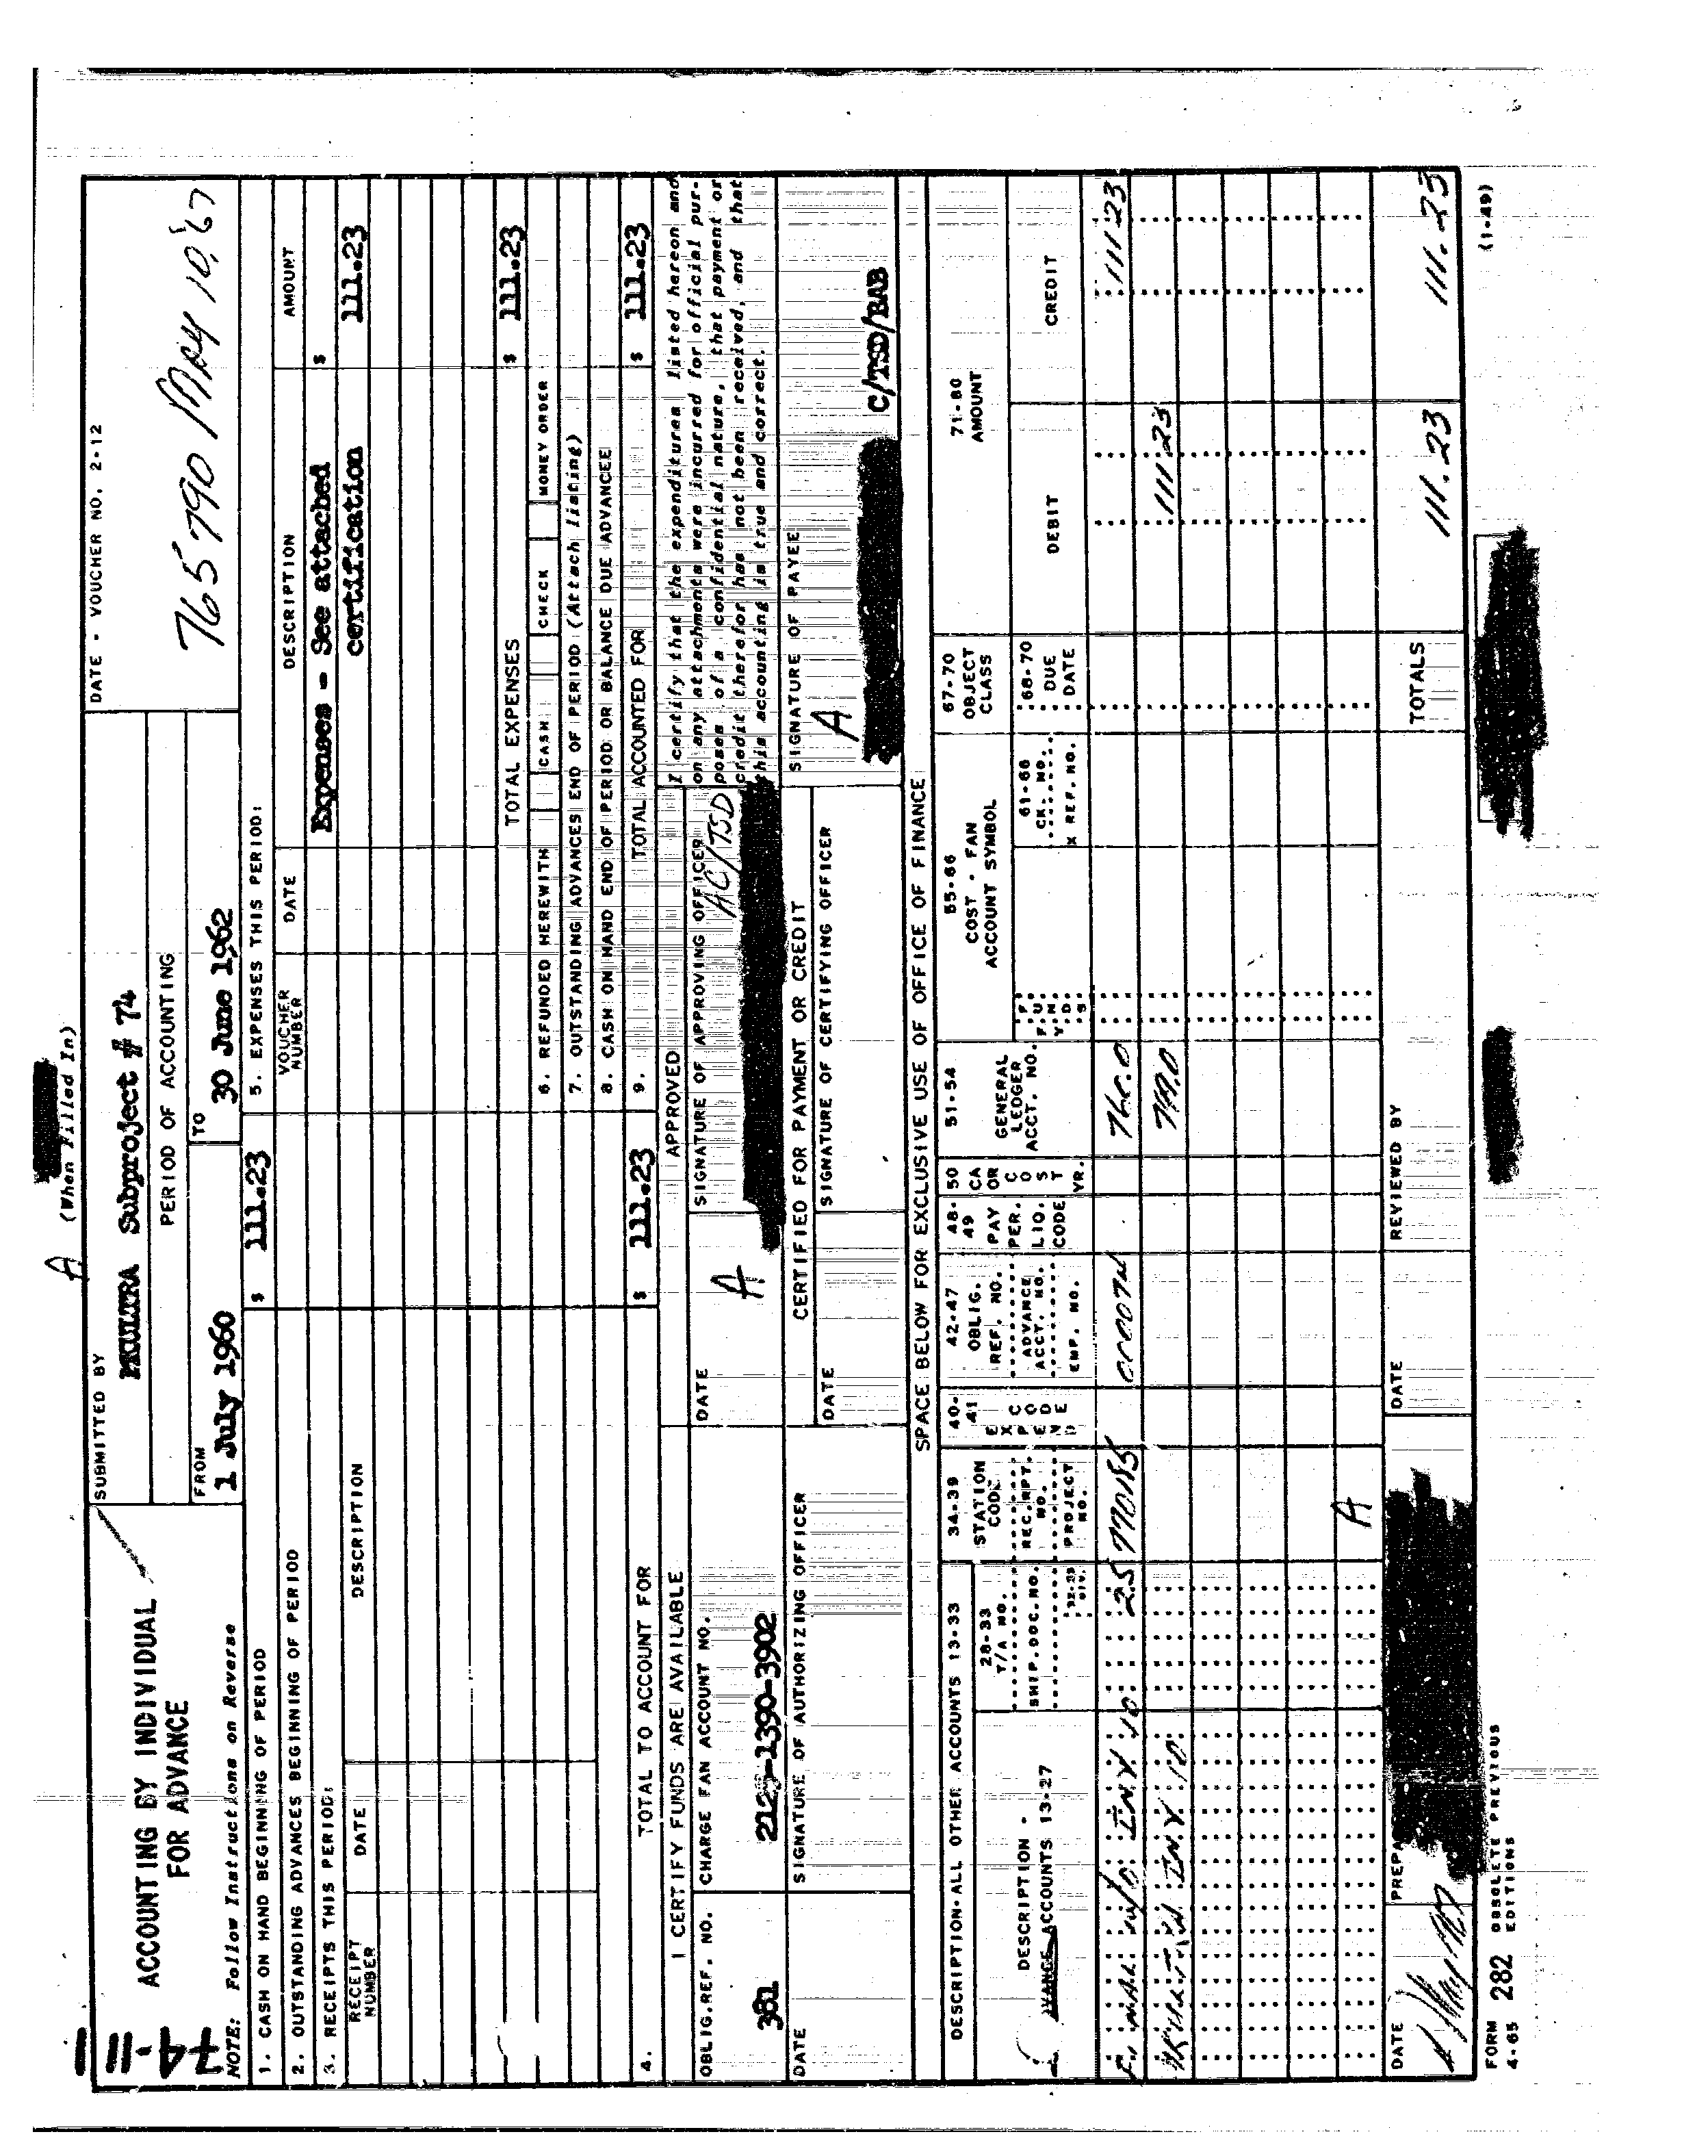 A
(When Filled In)
74-III
ACCOUNTING BY INDIVIDUAL
FOR ADVANCE
NOTE: Follow Instructions on Reverse
SUBMITTED BY
MKULTRA Subproject # 74
PERIOD OF ACCOUNTING
FROM
1 July 1960
TO
30 June 1962
DATE - VOUCHER NO. 2-12
765790 May 10, 67
1. CASH ON HAND BEGINNING OF PERIOD
$ 111.23
2. OUTSTANDING ADVANCES BEGINNING OF PERIOD
3. RECEIPTS THIS PERIOD:
RECEIPT NUMBER
DATE
DESCRIPTION
4. TOTAL TO ACCOUNT FOR
$ 111.23
5. EXPENSES THIS PERIOD:
VOUCHER NUMBER
DATE
DESCRIPTION
AMOUNT
Expenses - See attached
$
certification
111.23
TOTAL EXPENSES
$ 111.23
6. REFUNDED HEREWITH
CASH
CHECK
MONEY ORDER
7. OUTSTANDING ADVANCES END OF PERIOD (Attach listing)
8. CASH ON HAND END OF PERIOD OR BALANCE DUE ADVANCEE
9. TOTAL ACCOUNTED FOR
$ 111.23
I CERTIFY FUNDS ARE AVAILABLE
OBLIG. REF. NO.
381
CHARGE FAN ACCOUNT NO.
2125-1390-3902
DATE
SIGNATURE OF AUTHORIZING OFFICER
APPROVED
DATE
SIGNATURE OF APPROVING OFFICER
A
AC/TSD
CERTIFIED FOR PAYMENT OR CREDIT
DATE
SIGNATURE OF CERTIFYING OFFICER
I certify that the expenditures listed hereon and
on any attachments were incurred for official pur-
poses of a confidential nature, that payment or
credit therefor has not been received, and that
this accounting is true and correct.
SIGNATURE OF PAYEE
A
C/TSD/BAB
SPACE BELOW FOR EXCLUSIVE USE OF OFFICE OF FINANCE
DESCRIPTION-ALL OTHER ACCOUNTS 13-33
DESCRIPTION -
ADVANCE ACCOUNTS 13-27
28-33
T/A NO.
SHIP. DOC. NO.
32-33
DIV.
34-39
STATION
CODE
REC. RPT.
NO.
PROJECT
NO.
40-41
EXPEND
CODE
42-47
OBLIG.
REF. NO.
ADVANCE
ACCT. NO.
EMP. NO.
48-49
PAY
PER.
LIQ.
CODE
50
CA
OR
COST
YR.
51-54
GENERAL
LEDGER
ACCT. NO.
55-66
COST - FAN
ACCOUNT SYMBOL
FUNDS
61-66
CK. NO.
X REF. NO.
67-70
OBJECT
CLASS
68-70
DUE
DATE
71-80
AMOUNT
DEBIT
CREDIT
INV 10
25
111 23
INV 10
111 23
A
TOTALS
111.23
111.23
DATE
DATE
REVIEWED BY
FORM 282
4-65
OBSOLETE PREVIOUS
EDITIONS
(1-49)